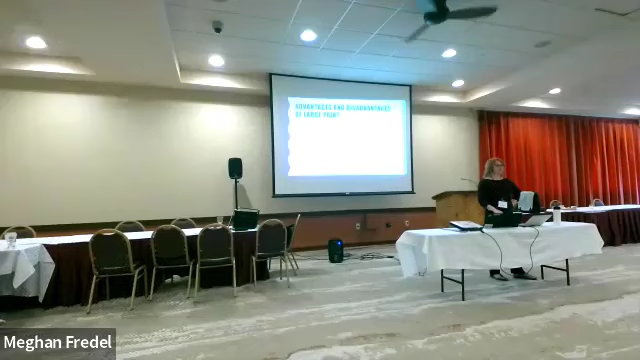 ADVANTAGES AND DISADVANTAGES
OF LARGE PRINT
Meghan Fredel